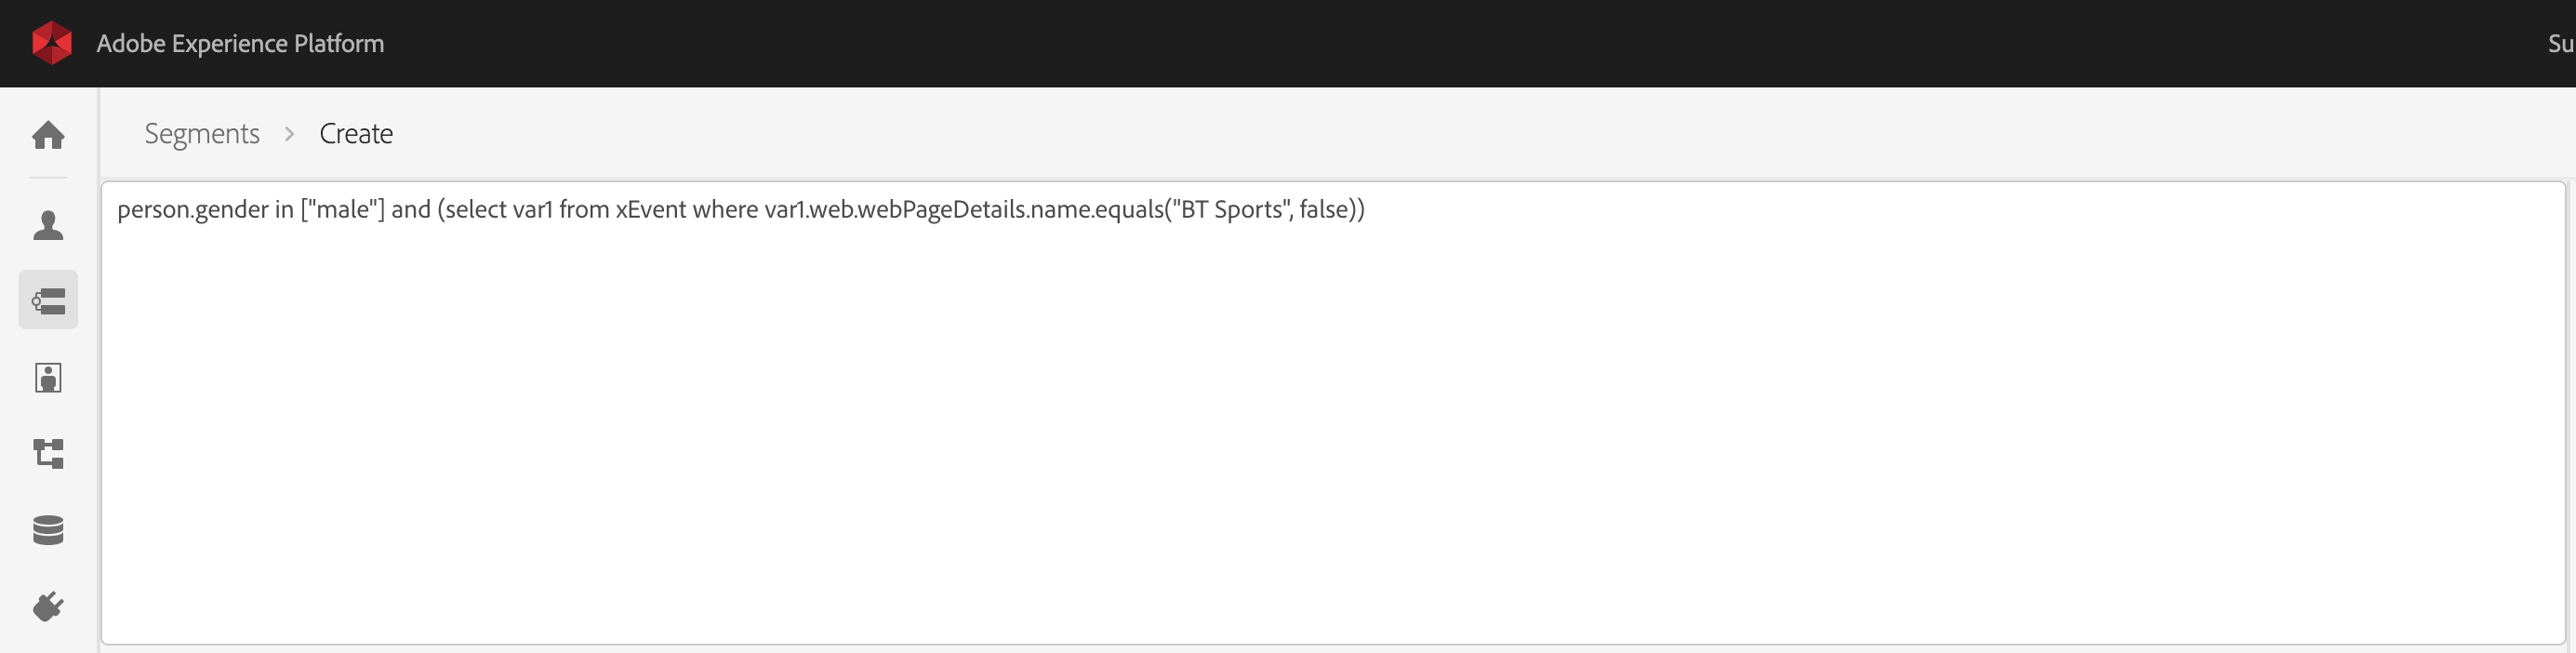 Adobe Experience Platform
Su
Segments > Create
person.gender in ["male"] and (select var1 from xEvent where var1.web.webPageDetails.name.equals("BT Sports", false))